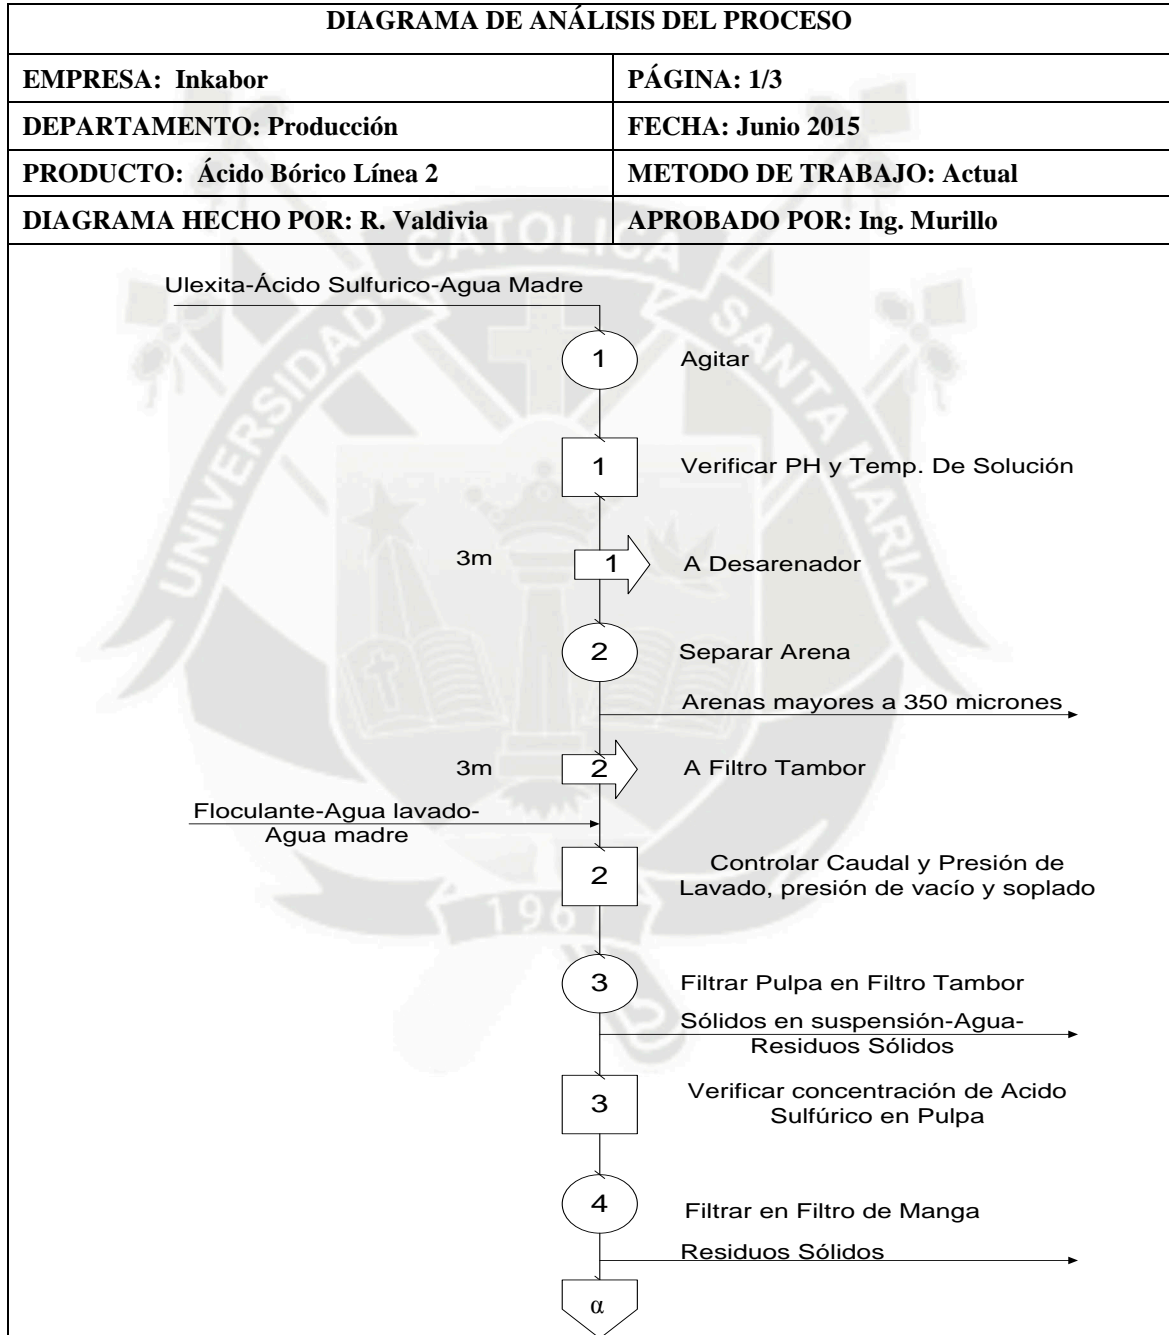 DIAGRAMA DE ANÁLISIS DEL PROCESO
EMPRESA: Inkabor
PÁGINA: 1/3
DEPARTAMENTO: Producción
FECHA: Junio 2015
PRODUCTO: Ácido Bórico Línea 2
METODO DE TRABAJO: Actual
DIAGRAMA HECHO POR: R. Valdivia
APROBADO POR: Ing. Murillo
UNIVERSIDAD CATOLICA SANTA MARIA
Ulexita-Ácido Sulfurico-Agua Madre
1
Agitar
1
Verificar PH y Temp. De Solución
3m
1
A Desarenador
2
Separar Arena
Arenas mayores a 350 micrones
3m
2
A Filtro Tambor
Floculante-Agua lavado-
Agua madre
2
Controlar Caudal y Presión de
Lavado, presión de vacío y soplado
196
3
Filtrar Pulpa en Filtro Tambor
Sólidos en suspensión-Agua-
Residuos Sólidos
3
Verificar concentración de Acido
Sulfúrico en Pulpa
4
Filtrar en Filtro de Manga
Residuos Sólidos
α